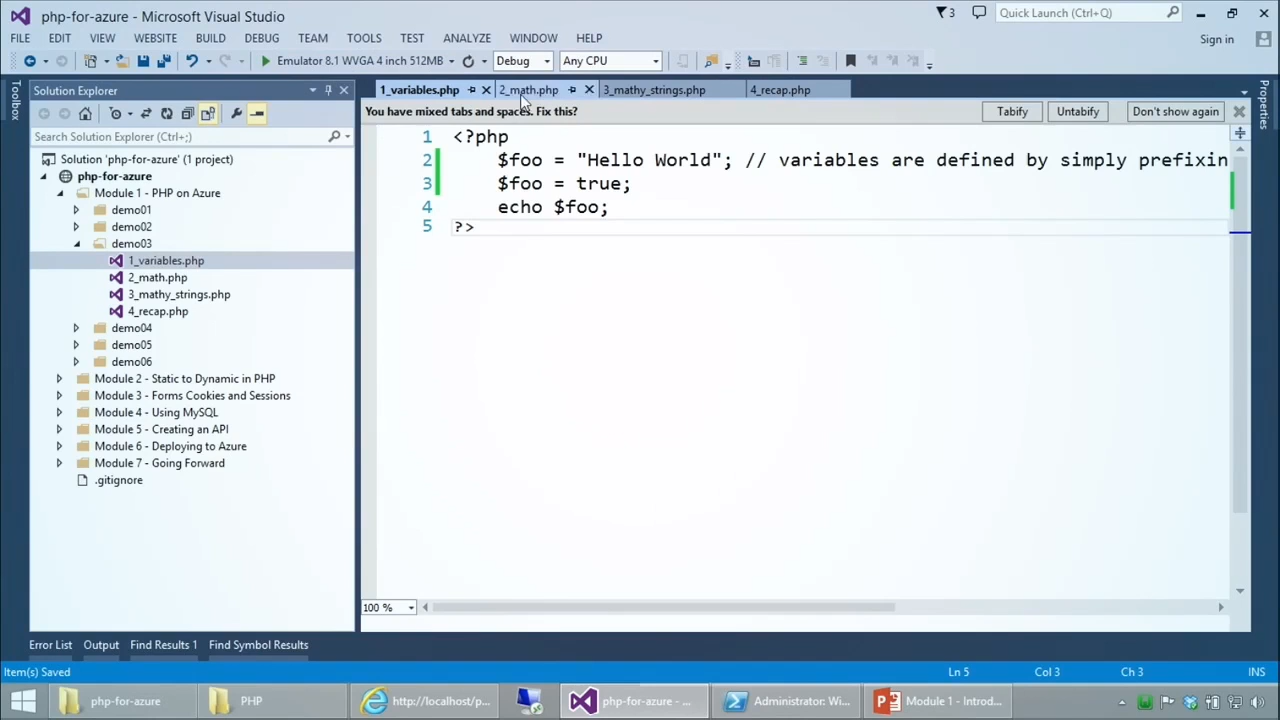 php-for-azure - Microsoft Visual Studio
3
Quick Launch (Ctrl+Q)
FILE EDIT VIEW WEBSITE BUILD DEBUG TEAM TOOLS TEST ANALYZE WINDOW HELP
Sign in
Emulator 8.1 WVGA 4 inch 512MB
Debug
Any CPU
Toolbox
Solution Explorer
1_variables.php
2_math.php
3_mathy_strings.php
4_recap.php
Properties
You have mixed tabs and spaces. Fix this?
Tabify
Untabify
Don't show again
Search Solution Explorer (Ctrl+;)
Solution 'php-for-azure' (1 project)
php-for-azure
Module 1 - PHP on Azure
demo01
demo02
demo03
1_variables.php
2_math.php
3_mathy_strings.php
4_recap.php
demo04
demo05
demo06
Module 2 - Static to Dynamic in PHP
Module 3 - Forms Cookies and Sessions
Module 4 - Using MySQL
Module 5 - Creating an API
Module 6 - Deploying to Azure
Module 7 - Going Forward
.gitignore
1 <?php
2 $foo = "Hello World"; // variables are defined by simply prefixin
3 $foo = true;
4 echo $foo;
5 ?>
100 %
Error List Output Find Results 1 Find Symbol Results
Item(s) Saved
Ln 5 Col 3 Ch 3 INS
php-for-azure
PHP
http://localhost/p...
php-for-azure - ...
Administrator: Wi...
Module 1 - Introd...